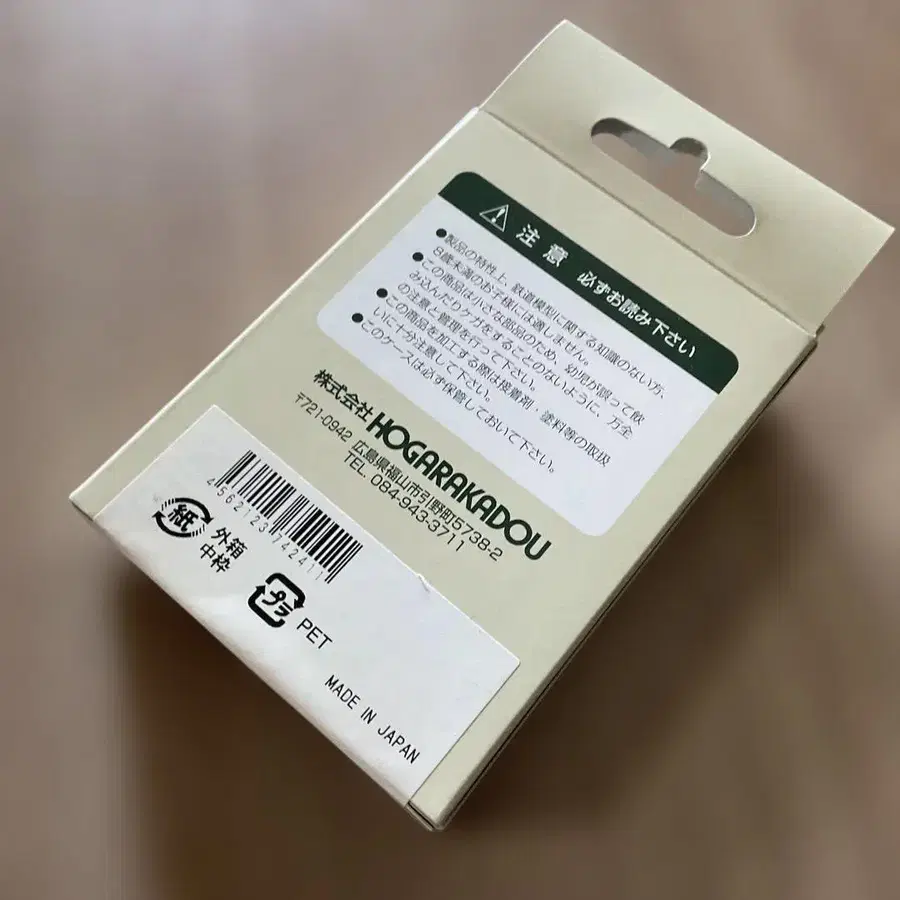 ⚠ 注意 必ずお読み下さい
●製品の特性上、鉄道模型に関する知識のない方、
8歳未満のお子様には適しません。
●この商品は小さな部品のため、幼児が誤って飲
み込んだりケガをすることのないように、万全
の注意と管理を行って下さい。
●この商品を加工する際は接着剤・塗料等の取扱
いに十分注意して下さい。
●このケースは必ず保管しておいて下さい。
株式会社 HOGARAKADOU
〒721-0942 広島県福山市引野町5738-2
TEL. 084-943-3711
4562123742411
紙 外箱
中枠
プラ PET
MADE IN JAPAN